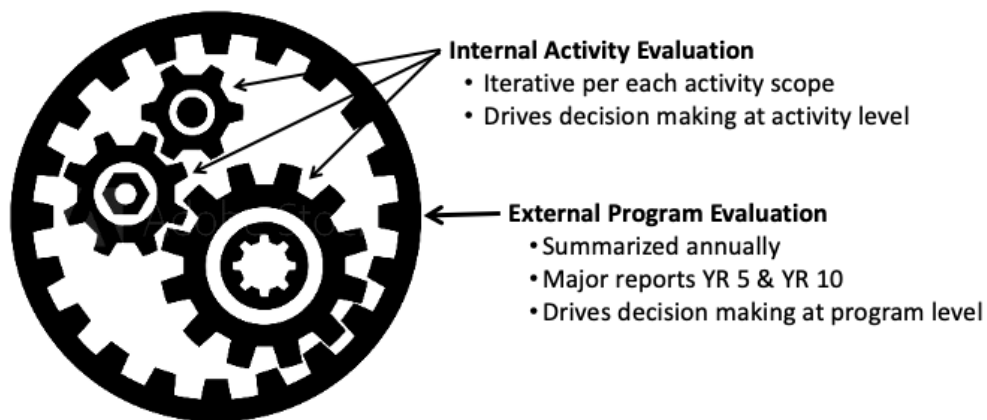 Internal Activity Evaluation
• Iterative per each activity scope
• Drives decision making at activity level
External Program Evaluation
• Summarized annually
• Major reports YR 5 & YR 10
• Drives decision making at program level